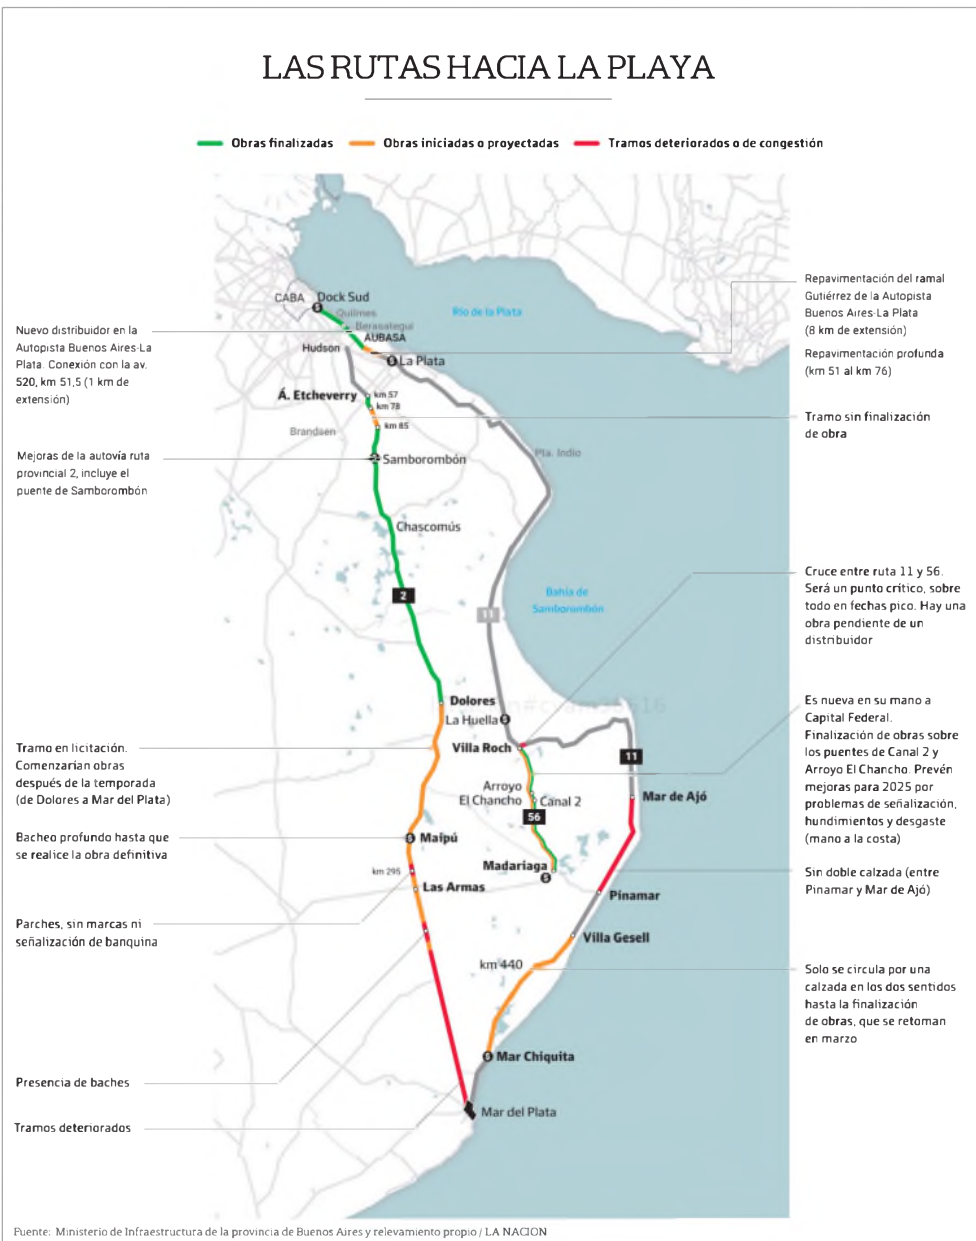 LAS RUTAS HACIA LA PLAYA
Obras finalizadas
Obras iniciadas o proyectadas
Tramos deteriorados o de congestión
CABA
Dock Sud
Quilmes
Berazategui
AUBASA
Hudson
La Plata
Río de la Plata
Á. Etcheverry
km 57
km 78
km 85
Brandsen
Samborombón
Pta. Indio
Chascomús
2
11
Bahía de
Samborombón
Dolores
La Huella
Villa Roch
11
Arroyo
El Chancho
Canal 2
56
Mar de Ajó
Maipú
Madariaga
km 295
Las Armas
Pinamar
Villa Gesell
km 440
Mar Chiquita
Mar del Plata
Nuevo distribuidor en la
Autopista Buenos Aires-La
Plata. Conexión con la av.
520, km 51,5 (1 km de
extensión)
Mejoras de la autovía ruta
provincial 2, incluye el
puente de Samborombón
Tramo en licitación.
Comenzarían obras
después de la temporada
(de Dolores a Mar del Plata)
Bacheo profundo hasta que
se realice la obra definitiva
Parches, sin marcas ni
señalización de banquina
Presencia de baches
Tramos deteriorados
Repavimentación del ramal
Gutiérrez de la Autopista
Buenos Aires-La Plata
(8 km de extensión)
Repavimentación profunda
(km 51 al km 76)
Tramo sin finalización
de obra
Cruce entre ruta 11 y 56.
Será un punto crítico, sobre
todo en fechas pico. Hay una
obra pendiente de un
distribuidor
Es nueva en su mano a
Capital Federal.
Finalización de obras sobre
los puentes de Canal 2 y
Arroyo El Chancho. Prevén
mejoras para 2025 por
problemas de señalización,
hundimientos y desgaste
(mano a la costa)
Sin doble calzada (entre
Pinamar y Mar de Ajó)
Solo se circula por una
calzada en los dos sentidos
hasta la finalización
de obras, que se retoman
en marzo
Fuente: Ministerio de Infraestructura de la provincia de Buenos Aires y relevamiento propio / LA NACION